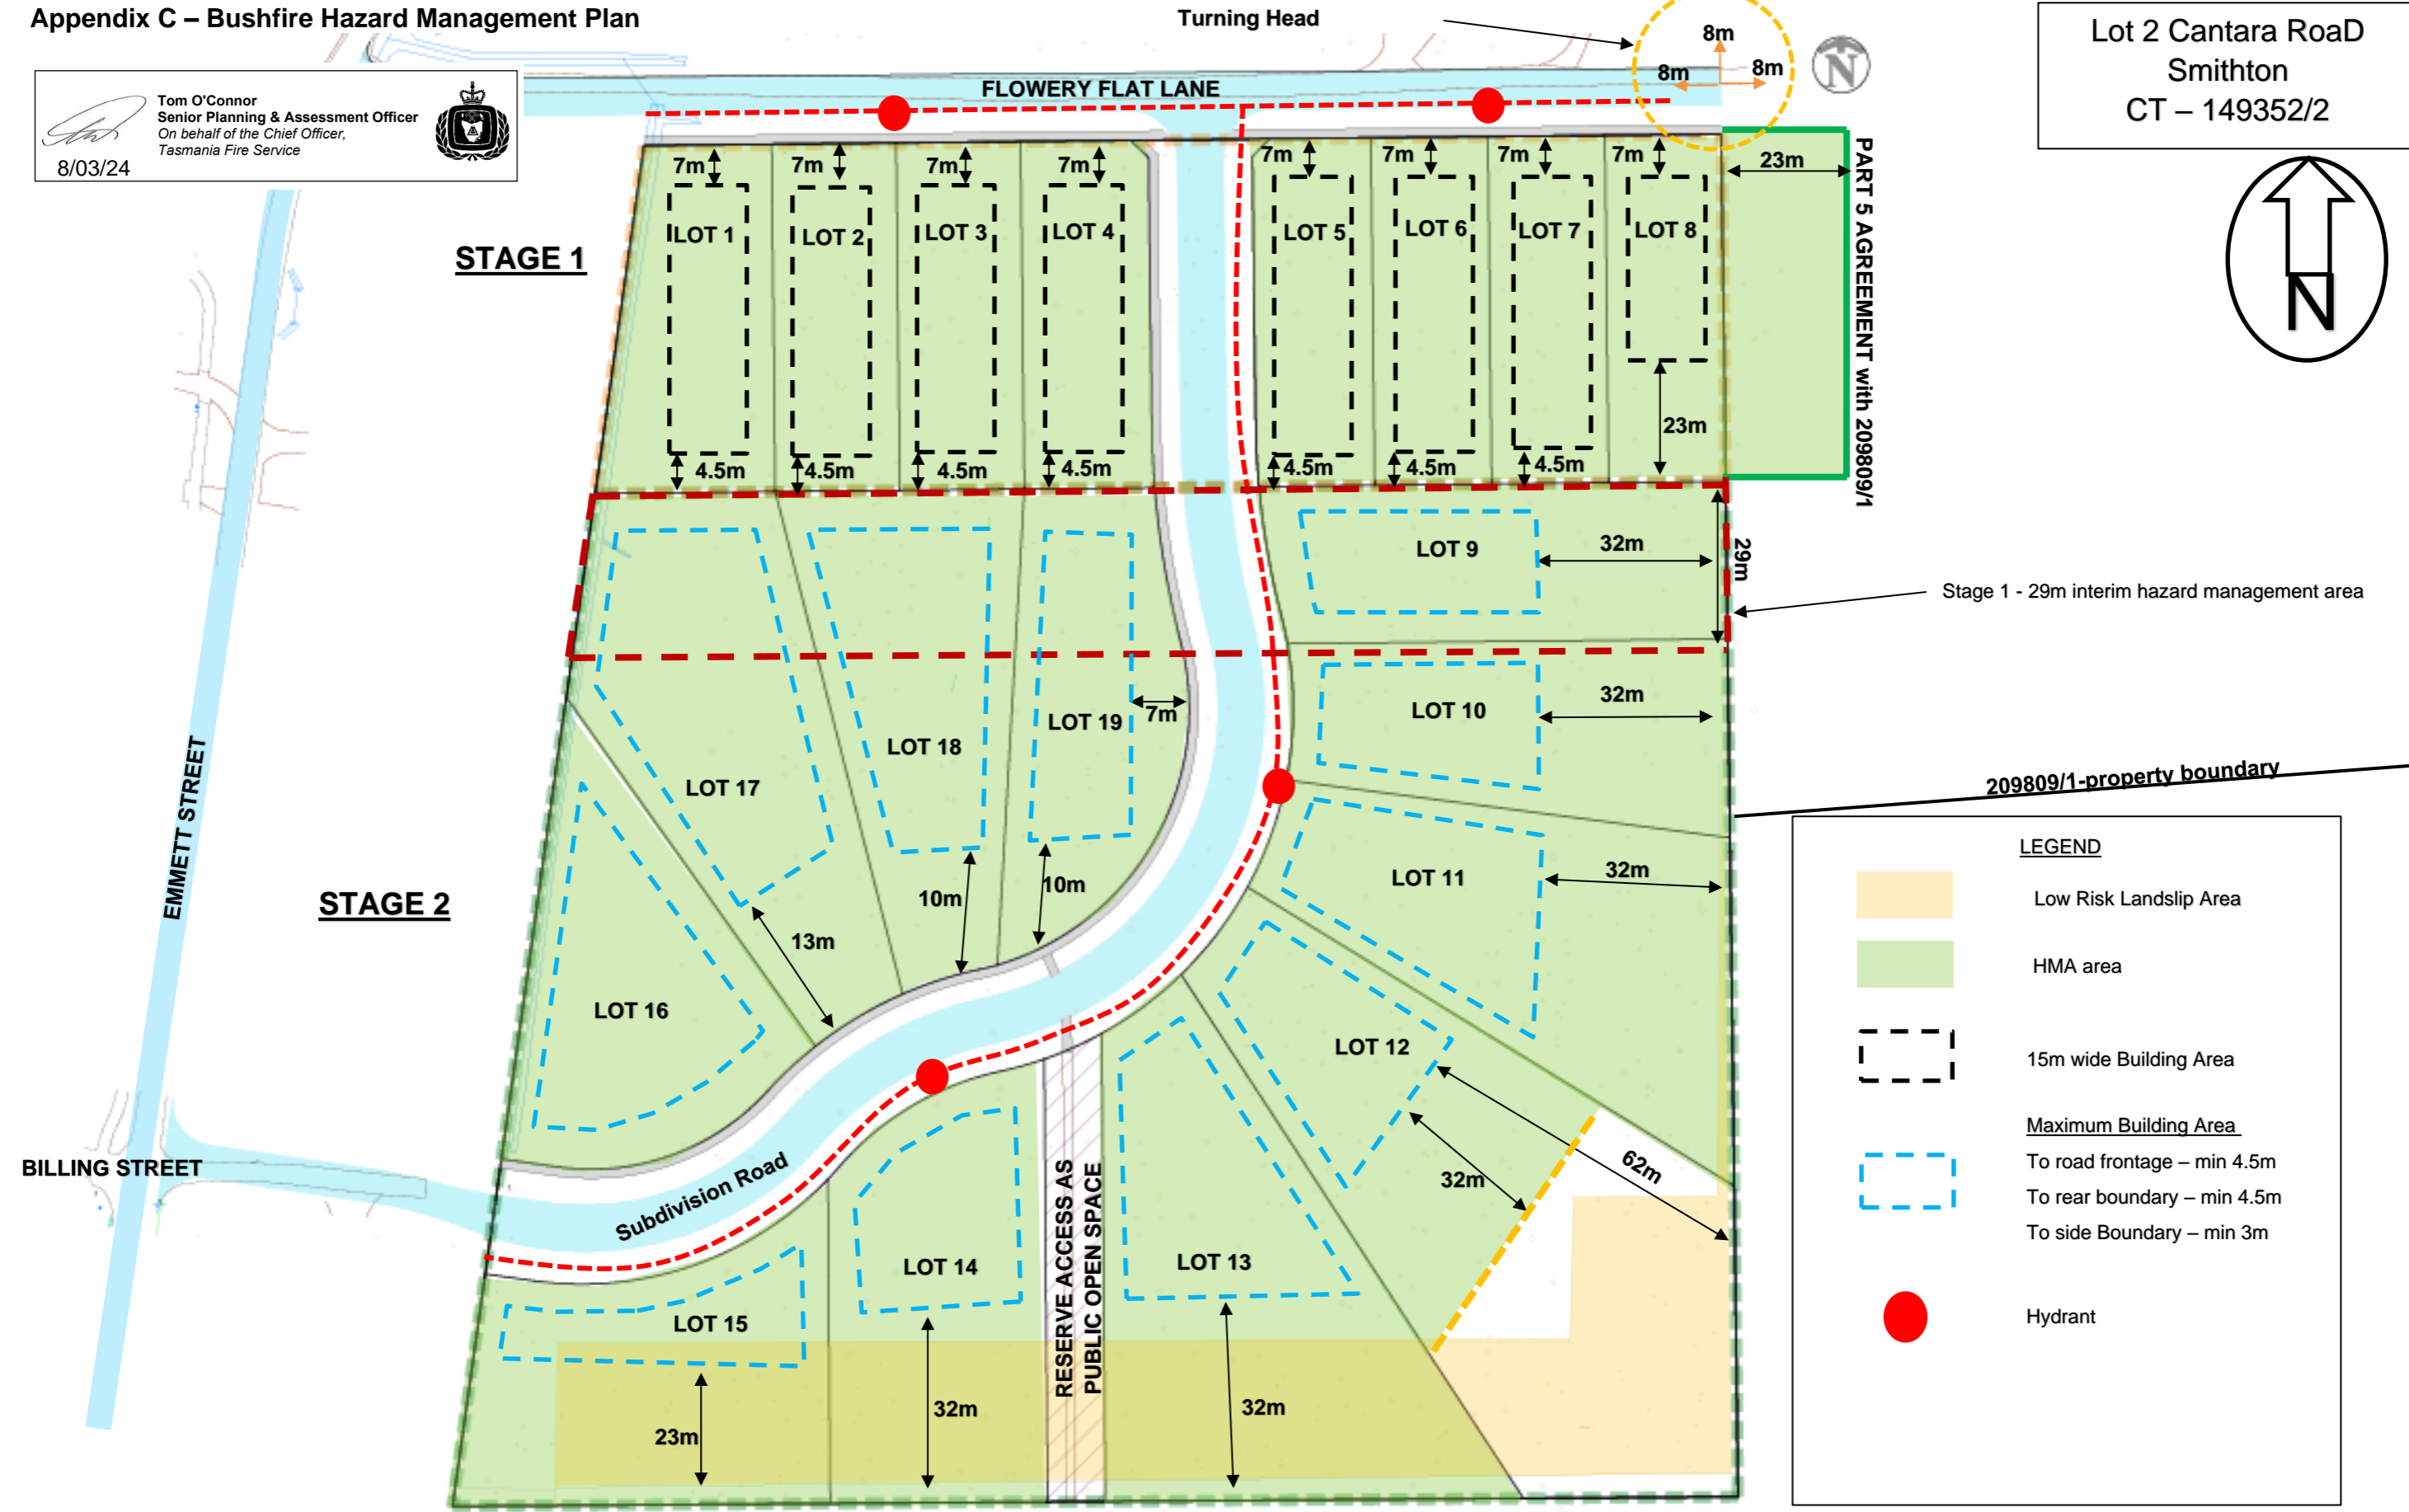 Appendix C – Bushfire Hazard Management Plan
Tom O'Connor
Senior Planning & Assessment Officer
On behalf of the Chief Officer,
Tasmania Fire Service
8/03/24
Turning Head
8m
8m
8m
N
Lot 2 Cantara RoaD
Smithton
CT – 149352/2
N
FLOWERY FLAT LANE
7m
7m
7m
7m
7m
7m
7m
7m
23m
PART 5 AGREEMENT with 209809/1
STAGE 1
LOT 1
LOT 2
LOT 3
LOT 4
LOT 5
LOT 6
LOT 7
LOT 8
23m
4.5m
4.5m
4.5m
4.5m
4.5m
4.5m
4.5m
LOT 9
32m
29m
Stage 1 - 29m interim hazard management area
LOT 10
32m
LOT 19
7m
LOT 18
LOT 17
209809/1-property boundary
EMMETT STREET
STAGE 2
LOT 11
32m
10m
10m
13m
LOT 16
LOT 12
32m
62m
BILLING STREET
Subdivision Road
RESERVE ACCESS AS
PUBLIC OPEN SPACE
LOT 14
LOT 13
LOT 15
23m
32m
32m
LEGEND
Low Risk Landslip Area
HMA area
15m wide Building Area
Maximum Building Area
To road frontage – min 4.5m
To rear boundary – min 4.5m
To side Boundary – min 3m
Hydrant